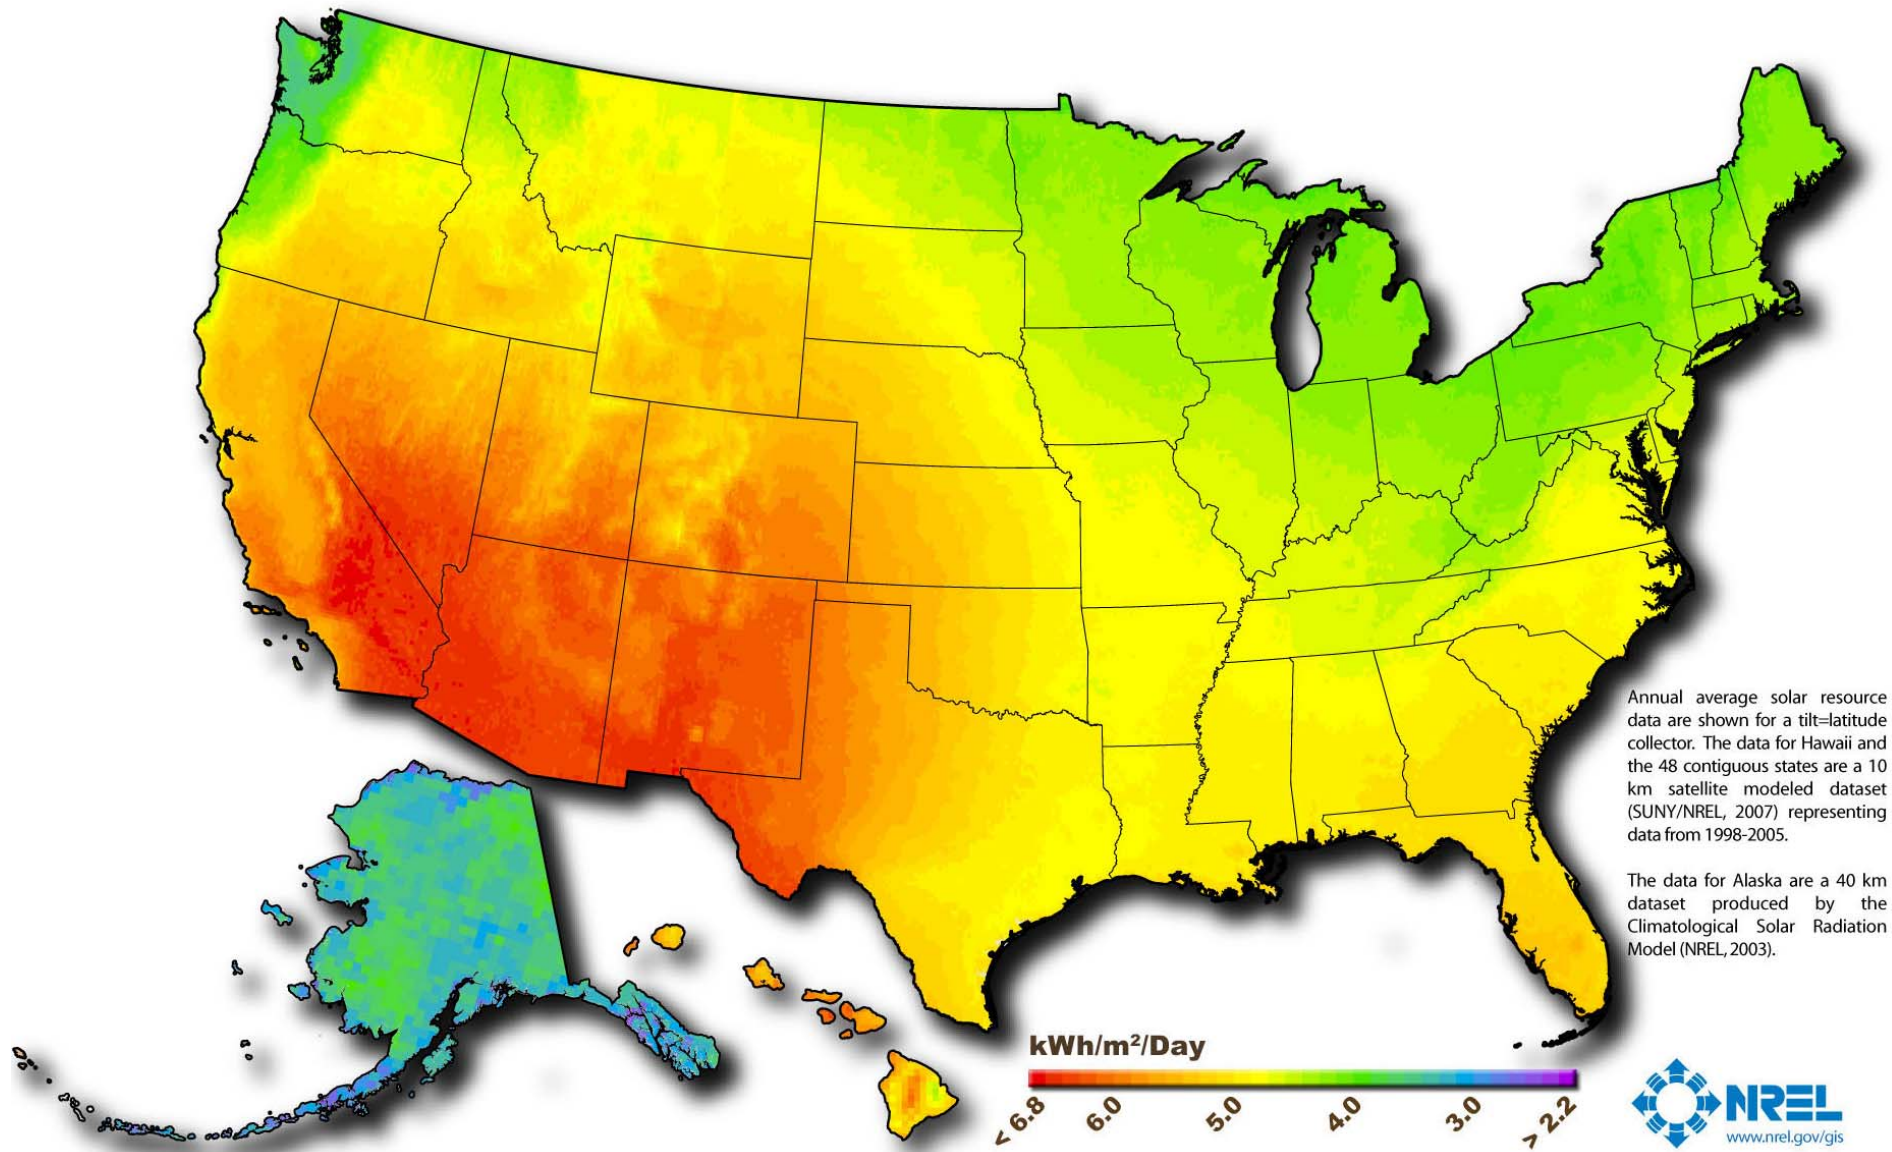 Annual average solar resource
data are shown for a tilt=latitude
collector. The data for Hawaii and
the 48 contiguous states are a 10
km satellite modeled dataset
(SUNY/NREL, 2007) representing
data from 1998-2005.
The data for Alaska are a 40 km
dataset produced by the
Climatological Solar Radiation
Model (NREL, 2003).
kWh/m²/Day
< 6.8 6.0 5.0 4.0 3.0 > 2.2
NREL
www.nrel.gov/gis